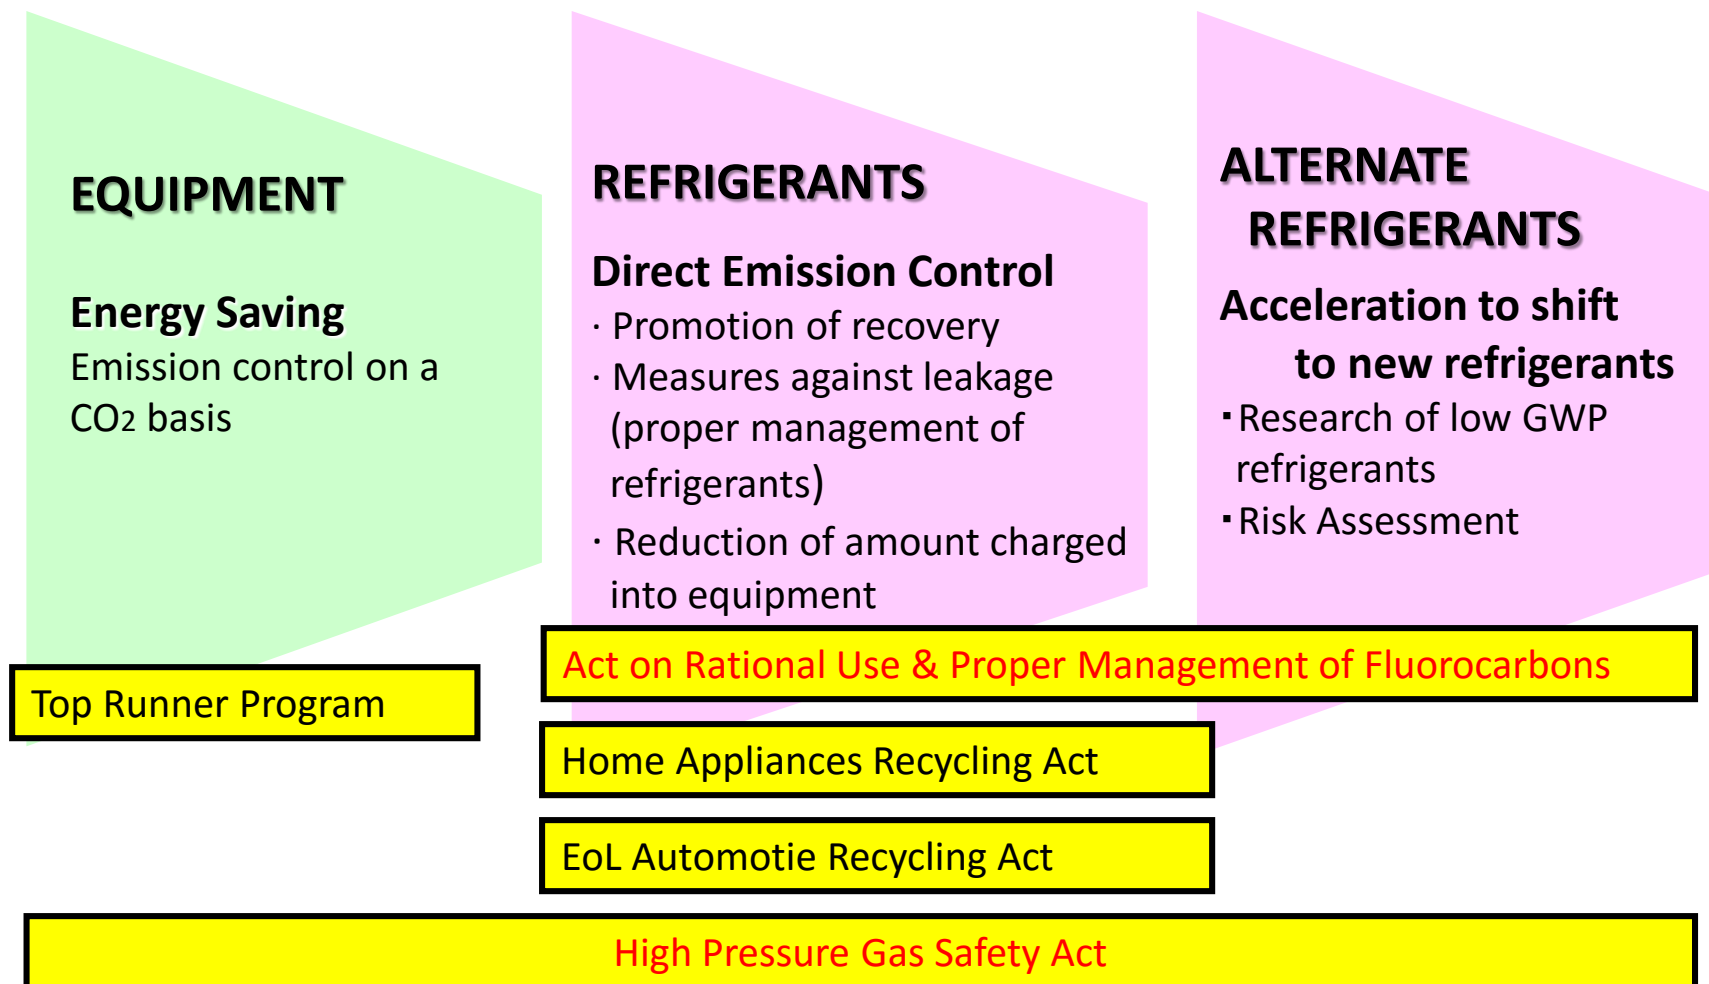 EQUIPMENT
Energy Saving
Emission control on a
CO2 basis
REFRIGERANTS
Direct Emission Control
· Promotion of recovery
· Measures against leakage
(proper management of
refrigerants)
· Reduction of amount charged
into equipment
ALTERNATE
REFRIGERANTS
Acceleration to shift
to new refrigerants
▪Research of low GWP
refrigerants
▪Risk Assessment
Act on Rational Use & Proper Management of Fluorocarbons
Top Runner Program
Home Appliances Recycling Act
EoL Automotie Recycling Act
High Pressure Gas Safety Act